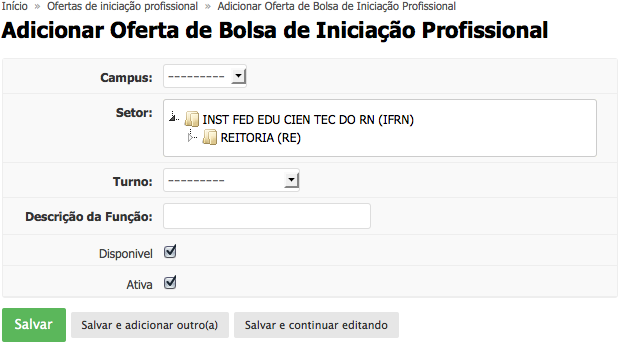 Início » Ofertas de iniciação profissional » Adicionar Oferta de Bolsa de Iniciação Profissional
Adicionar Oferta de Bolsa de Iniciação Profissional
Campus: ---------
Setor:
INST FED EDU CIEN TEC DO RN (IFRN)
REITORIA (RE)
Turno: ---------
Descrição da Função:
Disponivel
Ativa
Salvar Salvar e adicionar outro(a) Salvar e continuar editando